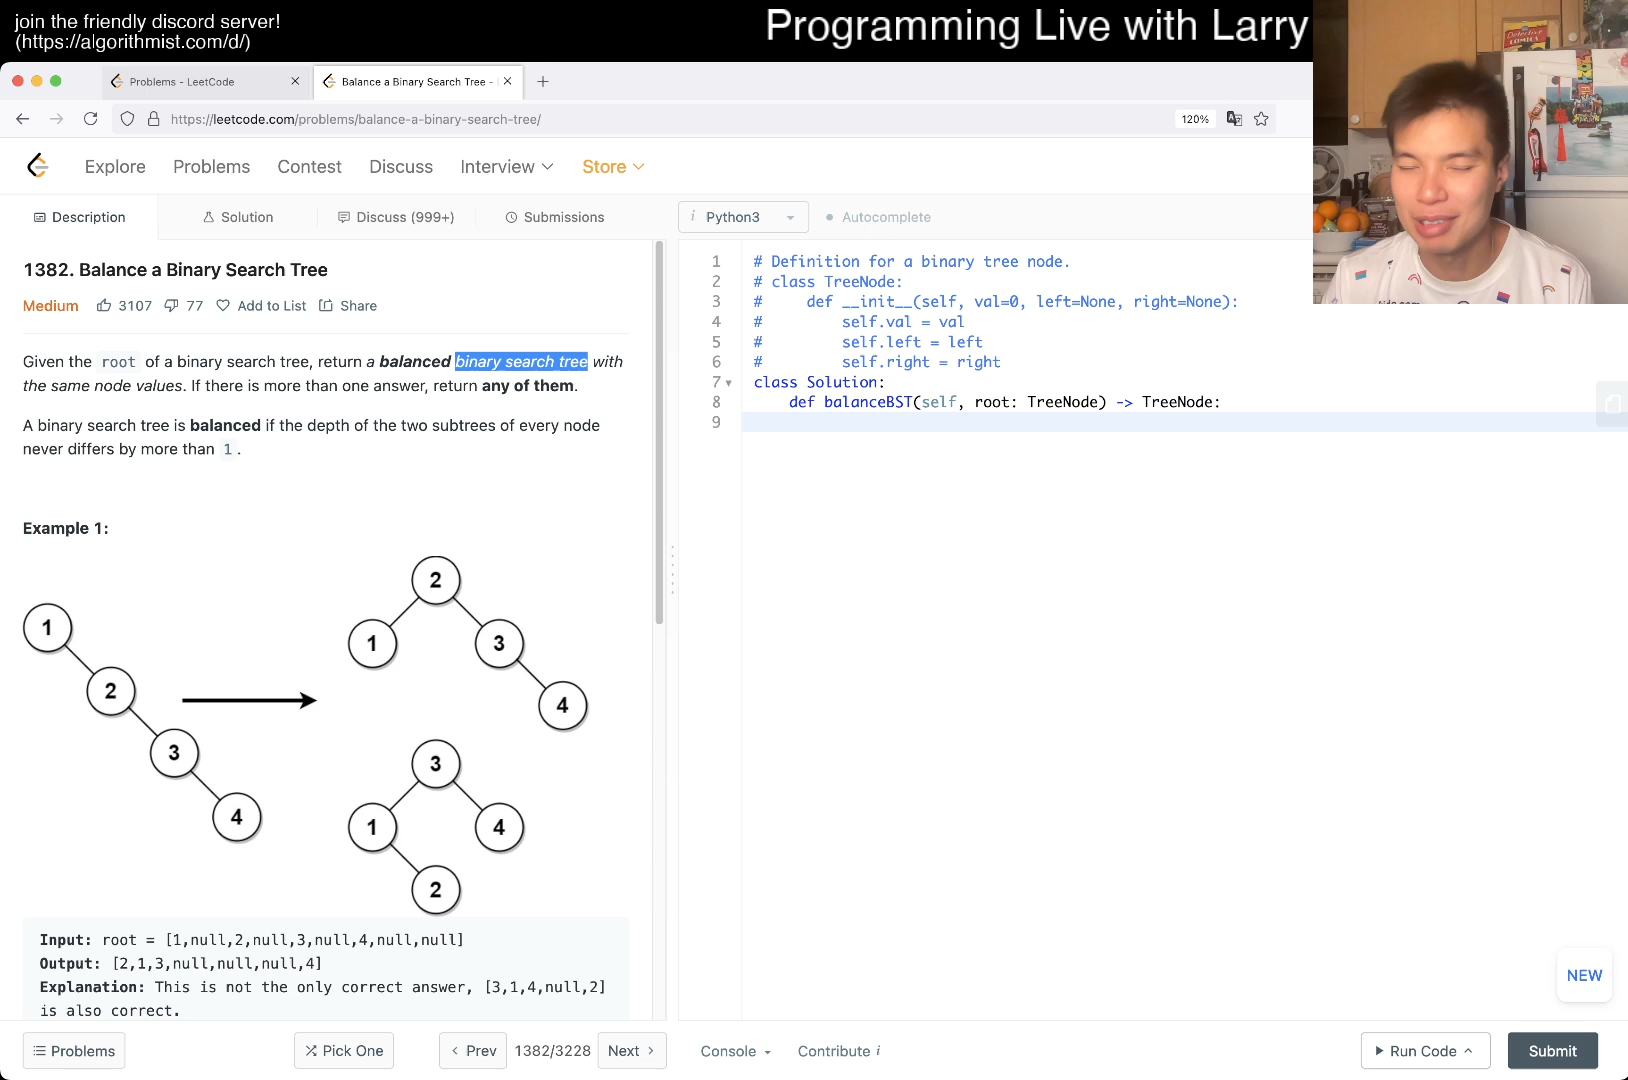 join the friendly discord server!
(https://algorithmist.com/d/)
Programming Live with Larry
Problems - LeetCode
Balance a Binary Search Tree -
https://leetcode.com/problems/balance-a-binary-search-tree/
120%
Explore
Problems
Contest
Discuss
Interview
Store
Description
Solution
Discuss (999+)
Submissions
i Python3
Autocomplete
1382. Balance a Binary Search Tree
Medium
3107
77
Add to List
Share
Given the root of a binary search tree, return a balanced binary search tree with
the same node values. If there is more than one answer, return any of them.
A binary search tree is balanced if the depth of the two subtrees of every node
never differs by more than 1.
Example 1:
1
2
3
4
2
1
3
4
3
1
4
2
Input: root = [1,null,2,null,3,null,4,null,null]
Output: [2,1,3,null,null,null,4]
Explanation: This is not the only correct answer, [3,1,4,null,2]
is also correct.
1 # Definition for a binary tree node.
2 # class TreeNode:
3 #     def __init__(self, val=0, left=None, right=None):
4 #         self.val = val
5 #         self.left = left
6 #         self.right = right
7 class Solution:
8     def balanceBST(self, root: TreeNode) -> TreeNode:
9
NEW
Problems
Pick One
Prev
1382/3228
Next
Console
Contribute i
Run Code
Submit